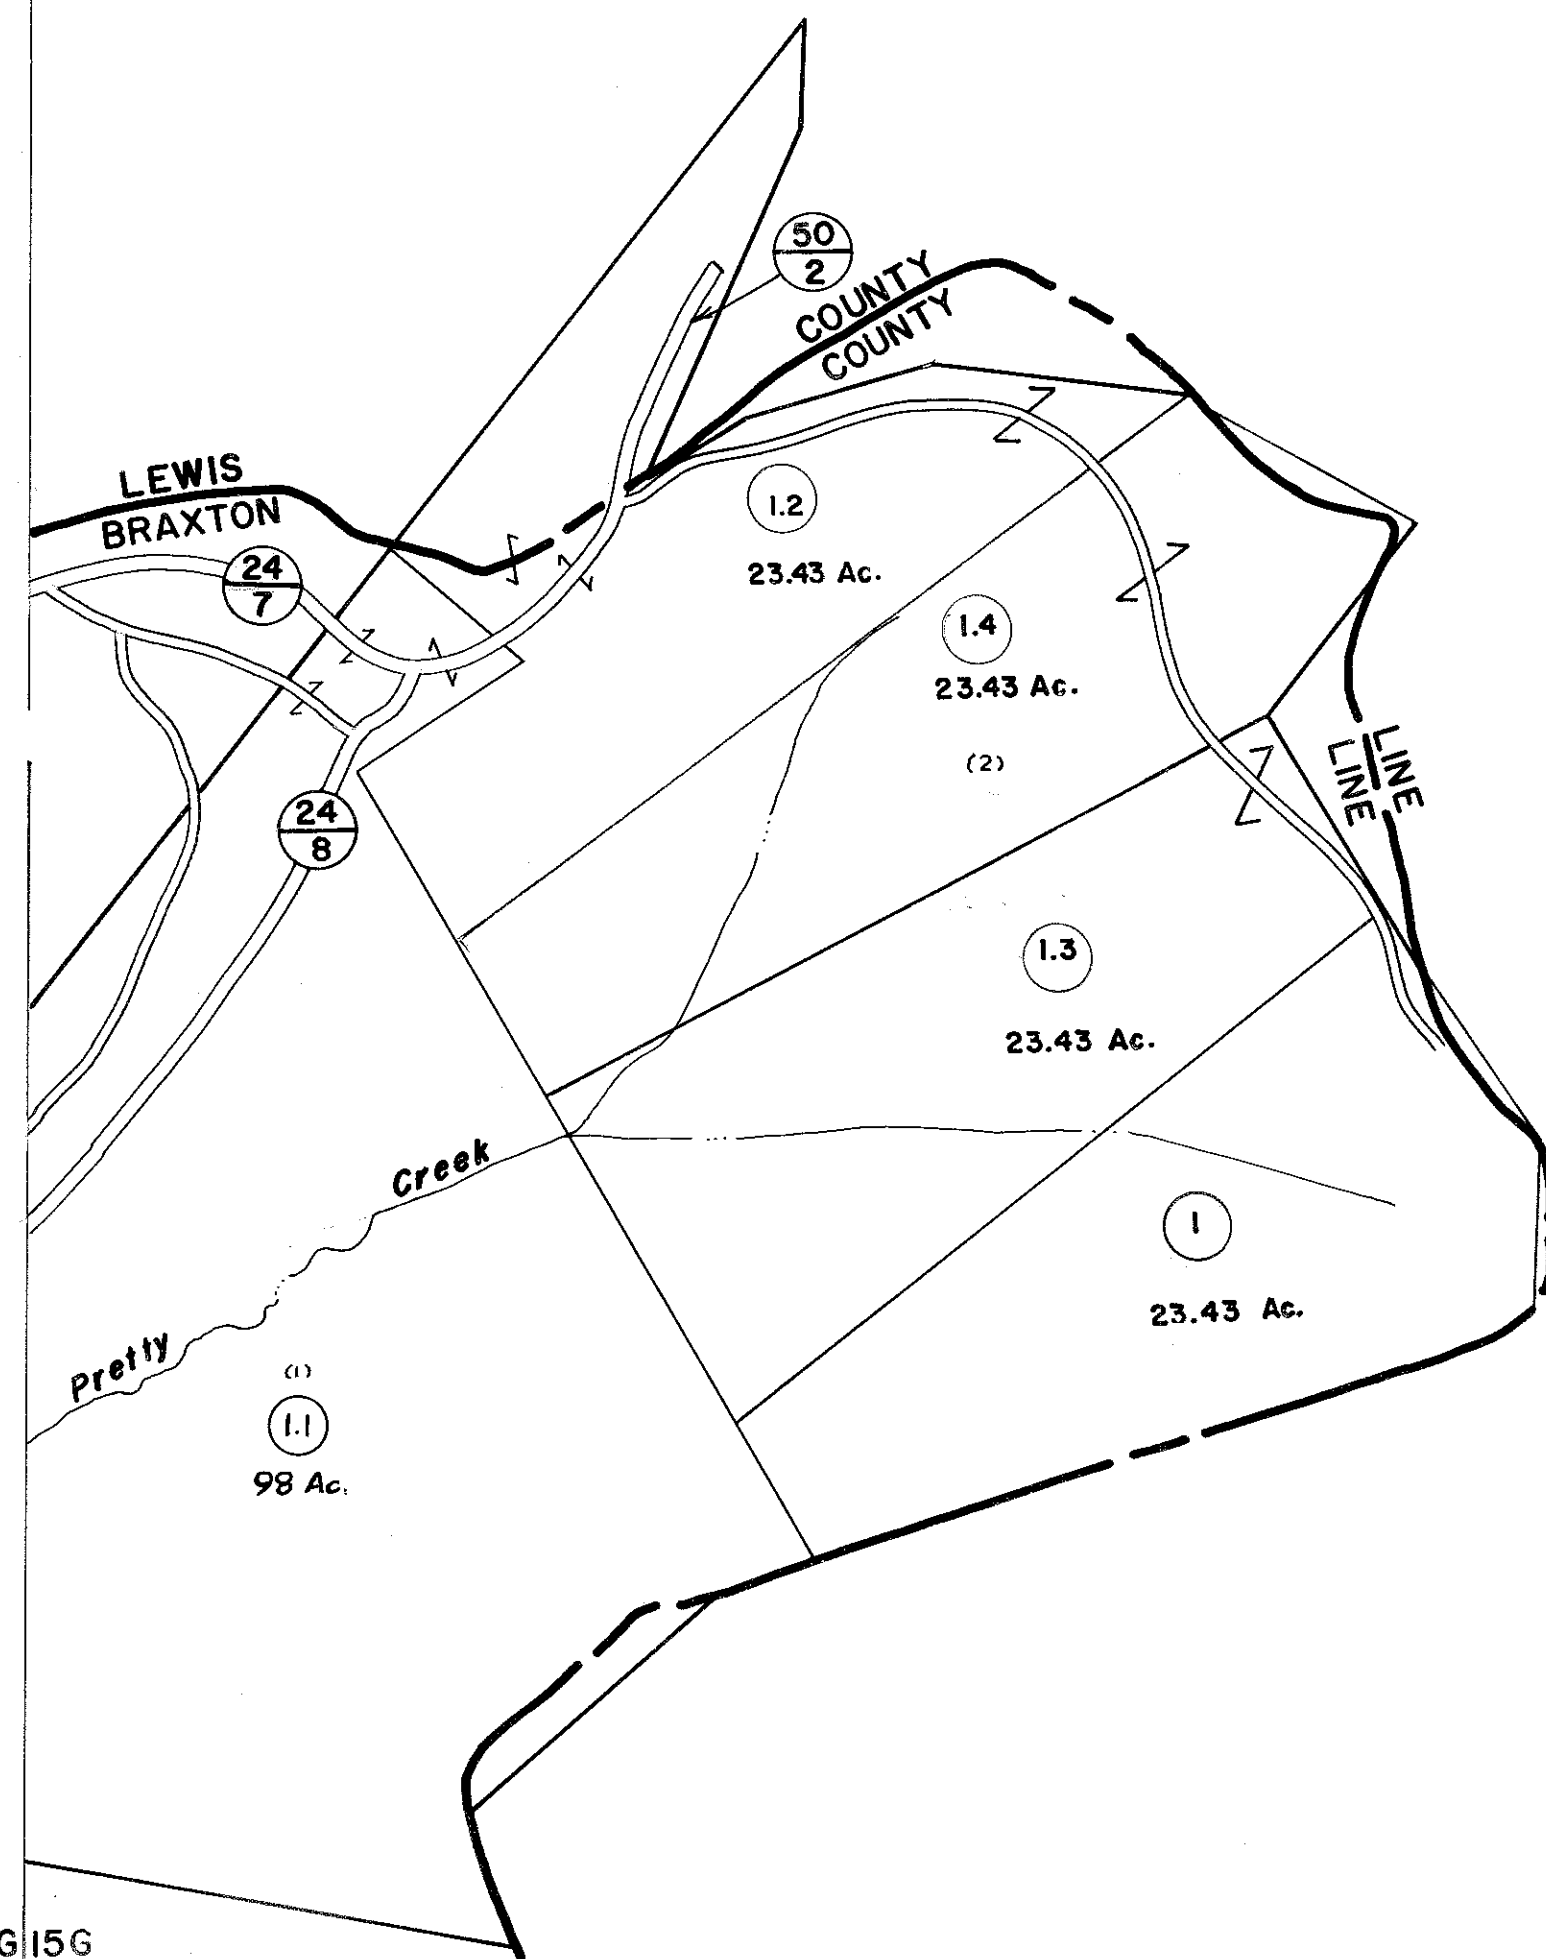 50
2
COUNTY
COUNTY
LEWIS
BRAXTON
24
7
1.2
23.43 Ac.
1.4
23.43 Ac.
(2)
LINE
LINE
24
8
1.3
23.43 Ac.
Pretty Creek
1
23.43 Ac.
(1)
1.1
98 Ac.
G 15G